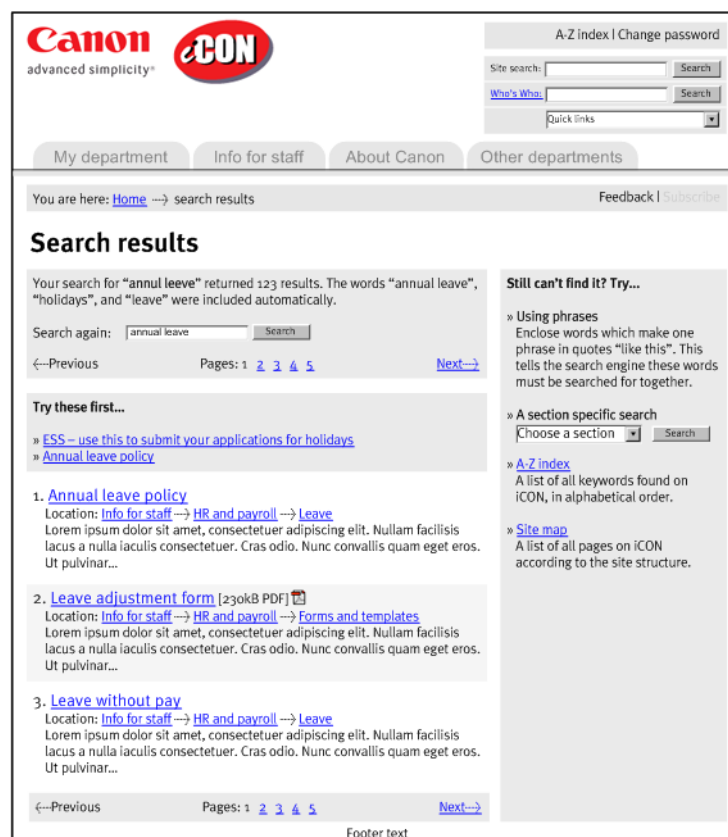 Canon
advanced simplicity®
iCON
A-Z index | Change password
Site search: Search
Who's Who: Search
Quick links
My department Info for staff About Canon Other departments
You are here: Home ---> search results
Feedback | Subscribe
Search results
Your search for “annul leeve” returned 123 results. The words “annual leave”,
“holidays”, and “leave” were included automatically.
Search again: annual leave Search
<---Previous Pages: 1 2 3 4 5 Next--->
Try these first...
» ESS – use this to submit your applications for holidays
» Annual leave policy
1. Annual leave policy
Location: Info for staff ---> HR and payroll ---> Leave
Lorem ipsum dolor sit amet, consectetuer adipiscing elit. Nullam facilisis
lacus a nulla iaculis consectetuer. Cras odio. Nunc convallis quam eget eros.
Ut pulvinar...
2. Leave adjustment form [230kB PDF]
Location: Info for staff ---> HR and payroll ---> Forms and templates
Lorem ipsum dolor sit amet, consectetuer adipiscing elit. Nullam facilisis
lacus a nulla iaculis consectetuer. Cras odio. Nunc convallis quam eget eros.
Ut pulvinar...
3. Leave without pay
Location: Info for staff ---> HR and payroll ---> Leave
Lorem ipsum dolor sit amet, consectetuer adipiscing elit. Nullam facilisis
lacus a nulla iaculis consectetuer. Cras odio. Nunc convallis quam eget eros.
Ut pulvinar...
<---Previous Pages: 1 2 3 4 5 Next--->
Still can’t find it? Try...
» Using phrases
Enclose words which make one
phrase in quotes “like this”. This
tells the search engine these words
must be searched for together.
» A section specific search
Choose a section Search
» A-Z index
A list of all keywords found on
iCON, in alphabetical order.
» Site map
A list of all pages on iCON
according to the site structure.
Footer text